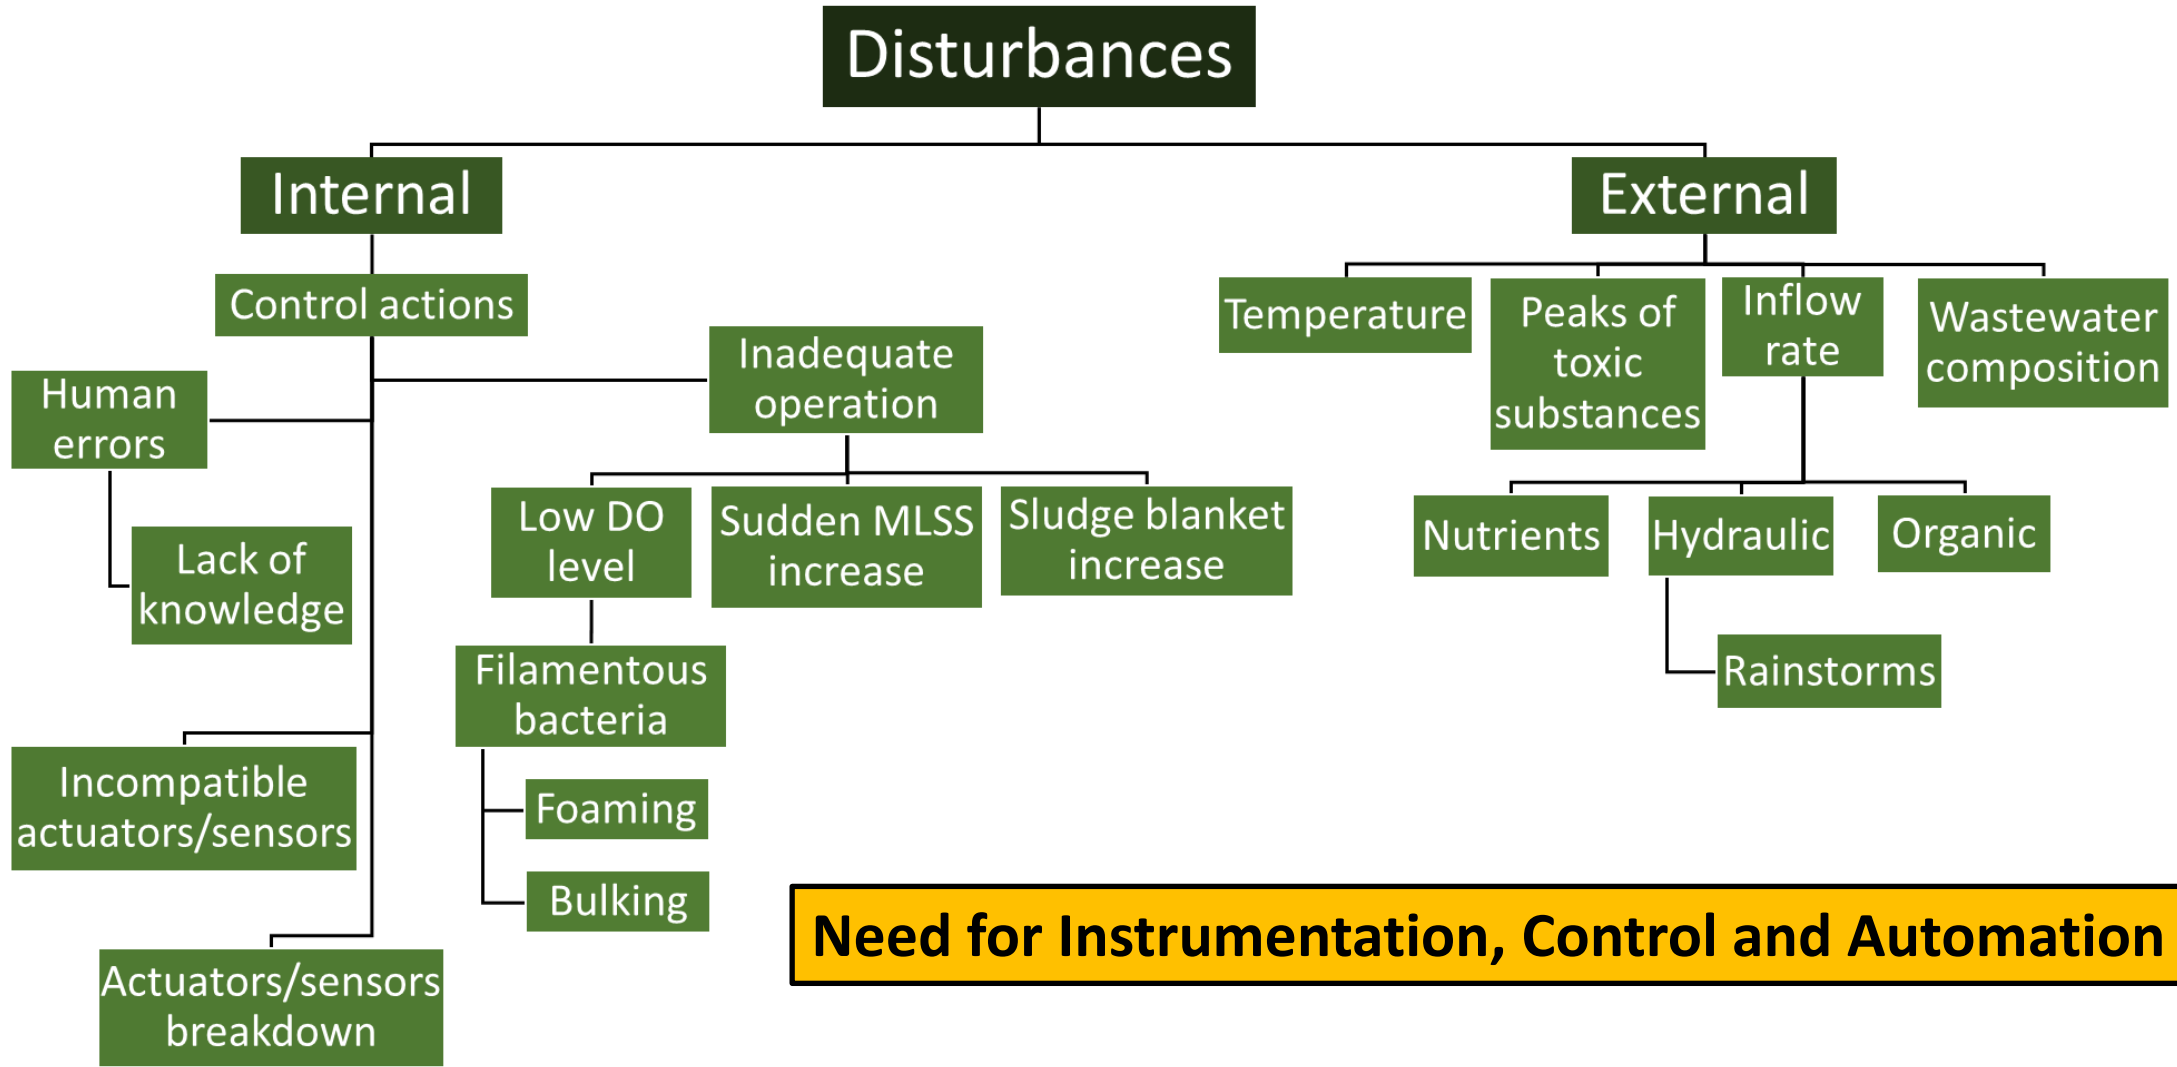 Disturbances
Internal
External
Control actions
Temperature
Peaks of
toxic
substances
Inflow
rate
Wastewater
composition
Inadequate
operation
Human
errors
Lack of
knowledge
Low DO
level
Sudden MLSS
increase
Sludge blanket
increase
Nutrients
Hydraulic
Organic
Rainstorms
Filamentous
bacteria
Foaming
Bulking
Incompatible
actuators/sensors
Actuators/sensors
breakdown
Need for Instrumentation, Control and Automation